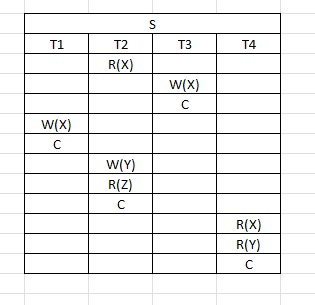 S
T1 T2 T3 T4
R(X)
W(X)
C
W(X)
C
W(Y)
R(Z)
C
R(X)
R(Y)
C